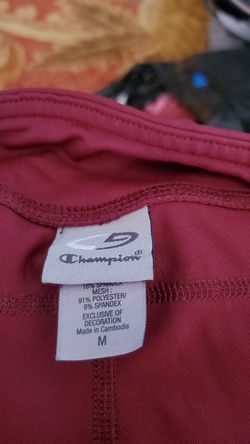 Champion
16% SPANDEX
MESH:
91% POLYESTER/
9% SPANDEX
EXCLUSIVE OF
DECORATION
Made in Cambodia
M